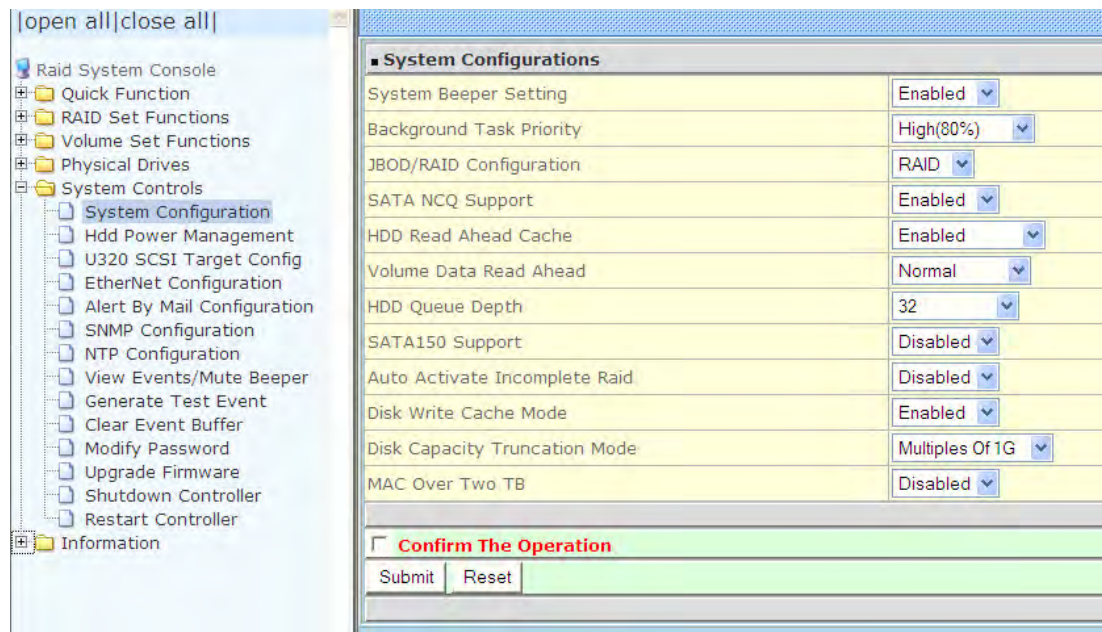 |open all|close all|
Raid System Console
Quick Function
RAID Set Functions
Volume Set Functions
Physical Drives
System Controls
System Configuration
Hdd Power Management
U320 SCSI Target Config
EtherNet Configuration
Alert By Mail Configuration
SNMP Configuration
NTP Configuration
View Events/Mute Beeper
Generate Test Event
Clear Event Buffer
Modify Password
Upgrade Firmware
Shutdown Controller
Restart Controller
Information
System Configurations
System Beeper Setting Enabled
Background Task Priority High(80%)
JBOD/RAID Configuration RAID
SATA NCQ Support Enabled
HDD Read Ahead Cache Enabled
Volume Data Read Ahead Normal
HDD Queue Depth 32
SATA150 Support Disabled
Auto Activate Incomplete Raid Disabled
Disk Write Cache Mode Enabled
Disk Capacity Truncation Mode Multiples Of 1G
MAC Over Two TB Disabled
Confirm The Operation
Submit Reset